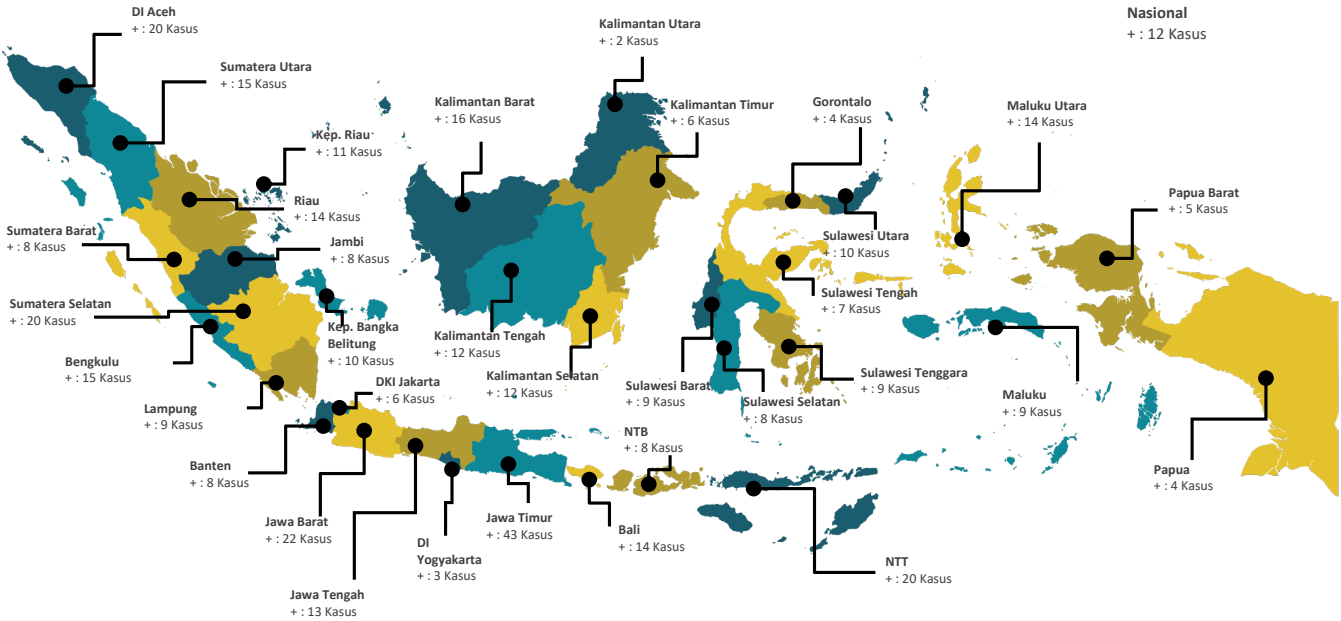 DI Aceh
+ : 20 Kasus
Sumatera Utara
+ : 15 Kasus
Kep. Riau
+ : 11 Kasus
Riau
+ : 14 Kasus
Sumatera Barat
+ : 8 Kasus
Jambi
+ : 8 Kasus
Sumatera Selatan
+ : 20 Kasus
Kep. Bangka
Belitung
+ : 10 Kasus
Bengkulu
+ : 15 Kasus
Lampung
+ : 9 Kasus
DKI Jakarta
+ : 6 Kasus
Banten
+ : 8 Kasus
Jawa Barat
+ : 22 Kasus
Jawa Tengah
+ : 13 Kasus
DI
Yogyakarta
+ : 3 Kasus
Jawa Timur
+ : 43 Kasus
Bali
+ : 14 Kasus
NTB
+ : 8 Kasus
NTT
+ : 20 Kasus
Kalimantan Barat
+ : 16 Kasus
Kalimantan Utara
+ : 2 Kasus
Kalimantan Timur
+ : 6 Kasus
Kalimantan Tengah
+ : 12 Kasus
Kalimantan Selatan
+ : 12 Kasus
Gorontalo
+ : 4 Kasus
Sulawesi Utara
+ : 10 Kasus
Sulawesi Tengah
+ : 7 Kasus
Sulawesi Barat
+ : 9 Kasus
Sulawesi Selatan
+ : 8 Kasus
Sulawesi Tenggara
+ : 9 Kasus
Maluku Utara
+ : 14 Kasus
Maluku
+ : 9 Kasus
Papua Barat
+ : 5 Kasus
Papua
+ : 4 Kasus
Nasional
+ : 12 Kasus